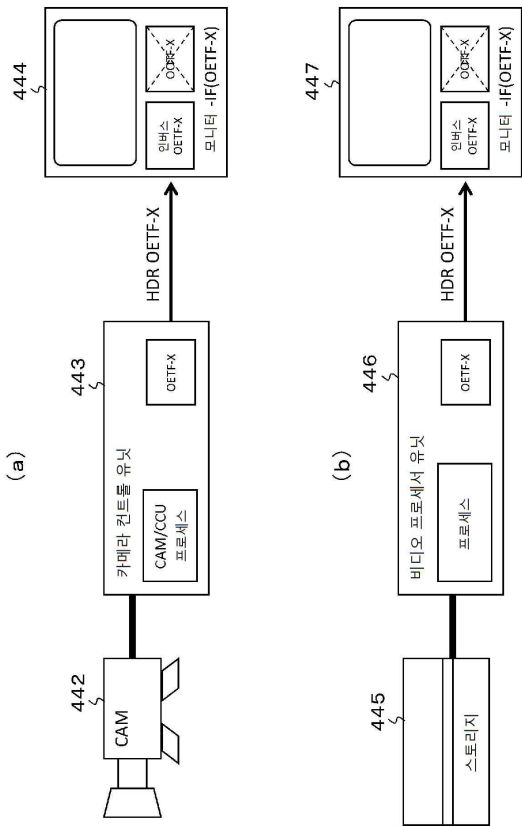 (a)
442
CAM
443
카메라 컨트롤 유닛
CAM/CCU
프로세스
OETF-X
HDR OETF-X
444
인버스
OETF-X
모니터 -IF(OETF-X)
(b)
445
스토리지
446
비디오 프로세서 유닛
프로세스
OETF-X
HDR OETF-X
447
인버스
OETF-X
모니터 -IF(OETF-X)